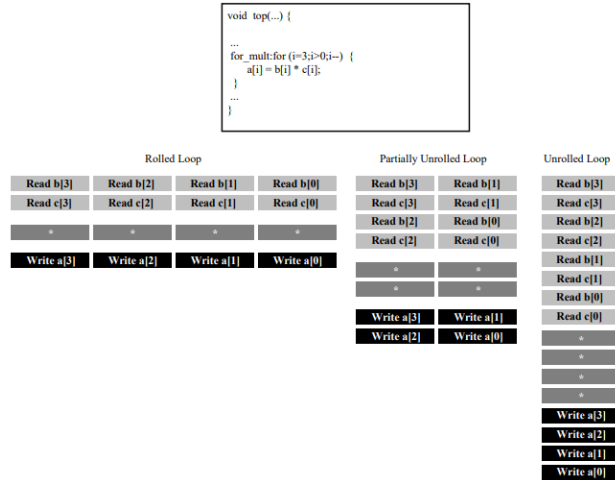 void top(...) {
...
for_mult:for (i=3;i>0;i--) {
a[i] = b[i] * c[i];
}
...
}
Rolled Loop
Read b[3] Read b[2] Read b[1] Read b[0]
Read c[3] Read c[2] Read c[1] Read c[0]
* * * *
Write a[3] Write a[2] Write a[1] Write a[0]
Partially Unrolled Loop
Read b[3] Read b[1]
Read c[3] Read c[1]
Read b[2] Read b[0]
Read c[2] Read c[0]
* *
* *
Write a[3] Write a[1]
Write a[2] Write a[0]
Unrolled Loop
Read b[3]
Read c[3]
Read b[2]
Read c[2]
Read b[1]
Read c[1]
Read b[0]
Read c[0]
*
*
*
*
Write a[3]
Write a[2]
Write a[1]
Write a[0]